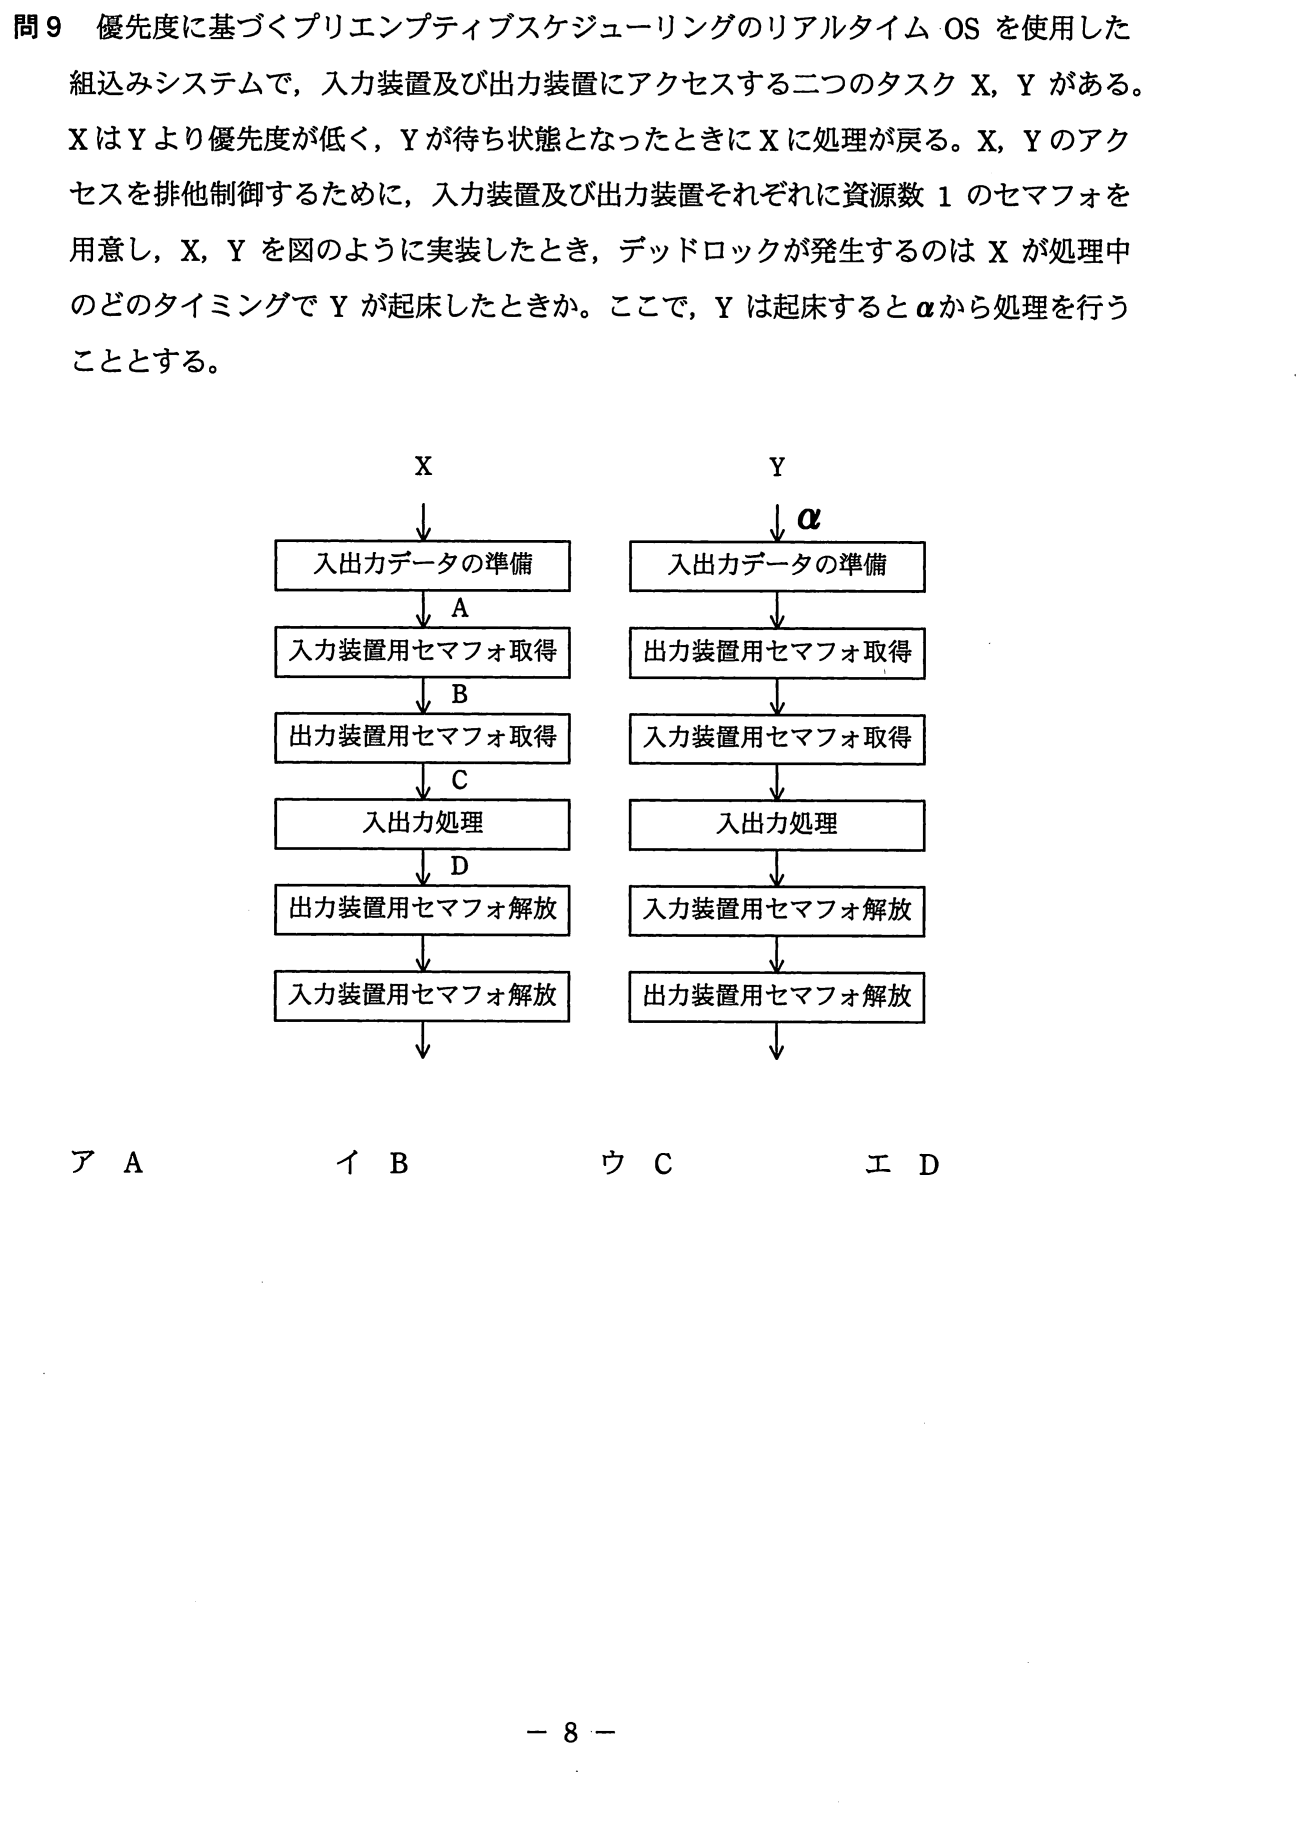 問9　優先度に基づくプリエンプティブスケジューリングのリアルタイム OS を使用した
組込みシステムで，入力装置及び出力装置にアクセスする二つのタスク X，Y がある。
XはYより優先度が低く，Yが待ち状態となったときにXに処理が戻る。X，Yのアク
セスを排他制御するために，入力装置及び出力装置それぞれに資源数 1 のセマフォを
用意し，X，Y を図のように実装したとき，デッドロックが発生するのは X が処理中
のどのタイミングで Y が起床したときか。ここで，Y は起床するとαから処理を行う
こととする。
X
入出力データの準備
A
入力装置用セマフォ取得
B
出力装置用セマフォ取得
C
入出力処理
D
出力装置用セマフォ解放
入力装置用セマフォ解放
Y
α
入出力データの準備
出力装置用セマフォ取得
入力装置用セマフォ取得
入出力処理
入力装置用セマフォ解放
出力装置用セマフォ解放
ア　A　イ　B　ウ　C　エ　D
－ 8 －